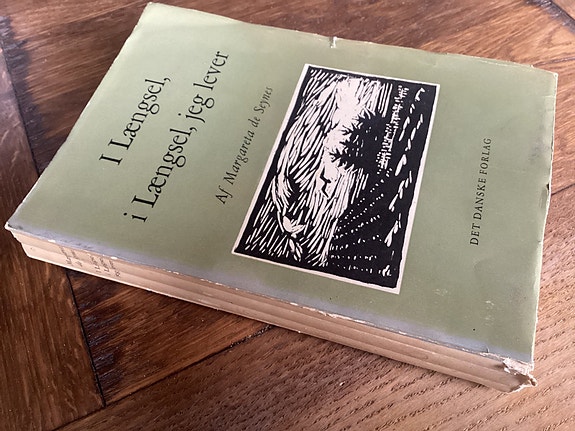 I Længsel,
i Længsel, jeg lever
Af Margareta de Seynes
DET DANSKE FORLAG